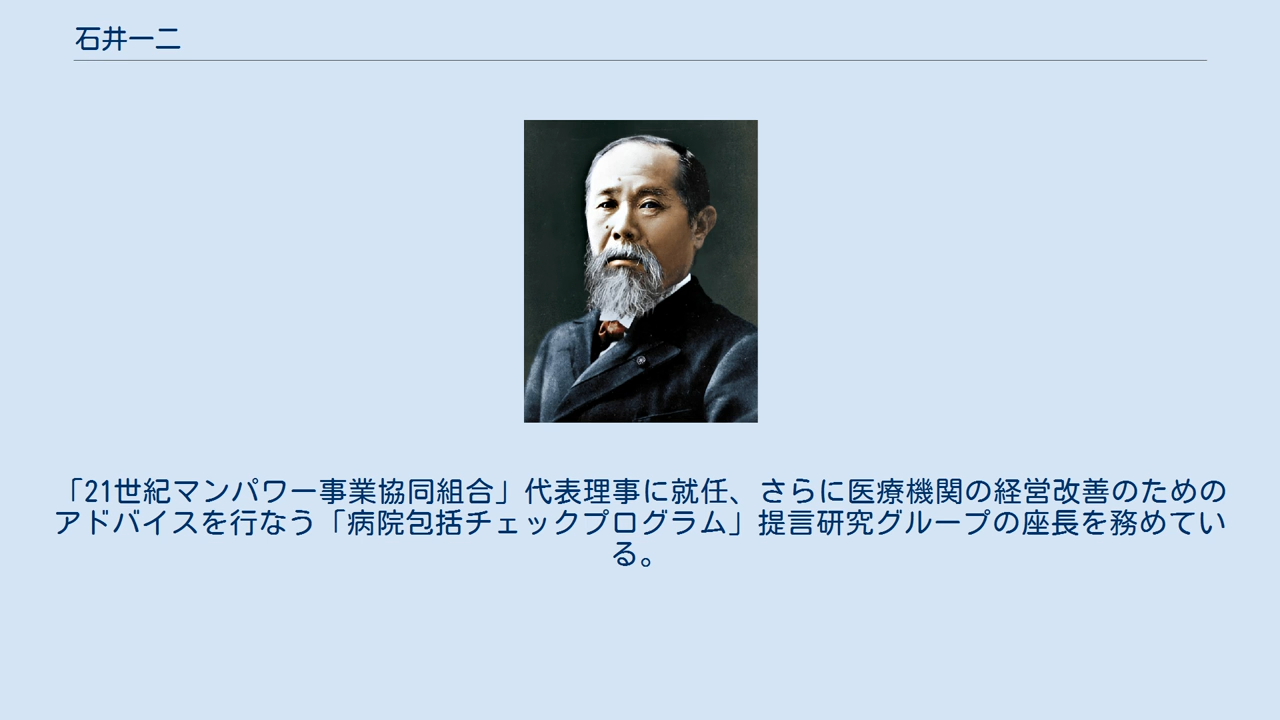 石井一二
「21世紀マンパワー事業協同組合」代表理事に就任、さらに医療機関の経営改善のための
アドバイスを行なう「病院包括チェックプログラム」提言研究グループの座長を務めてい
る。